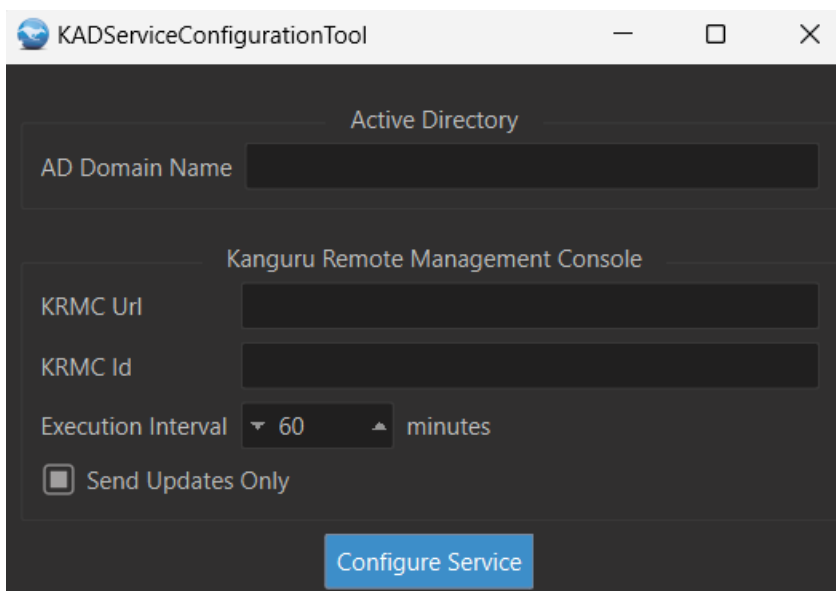 KADServiceConfigurationTool
Active Directory
AD Domain Name
Kanguru Remote Management Console
KRMC Url
KRMC Id
Execution Interval 60 minutes
Send Updates Only
Configure Service